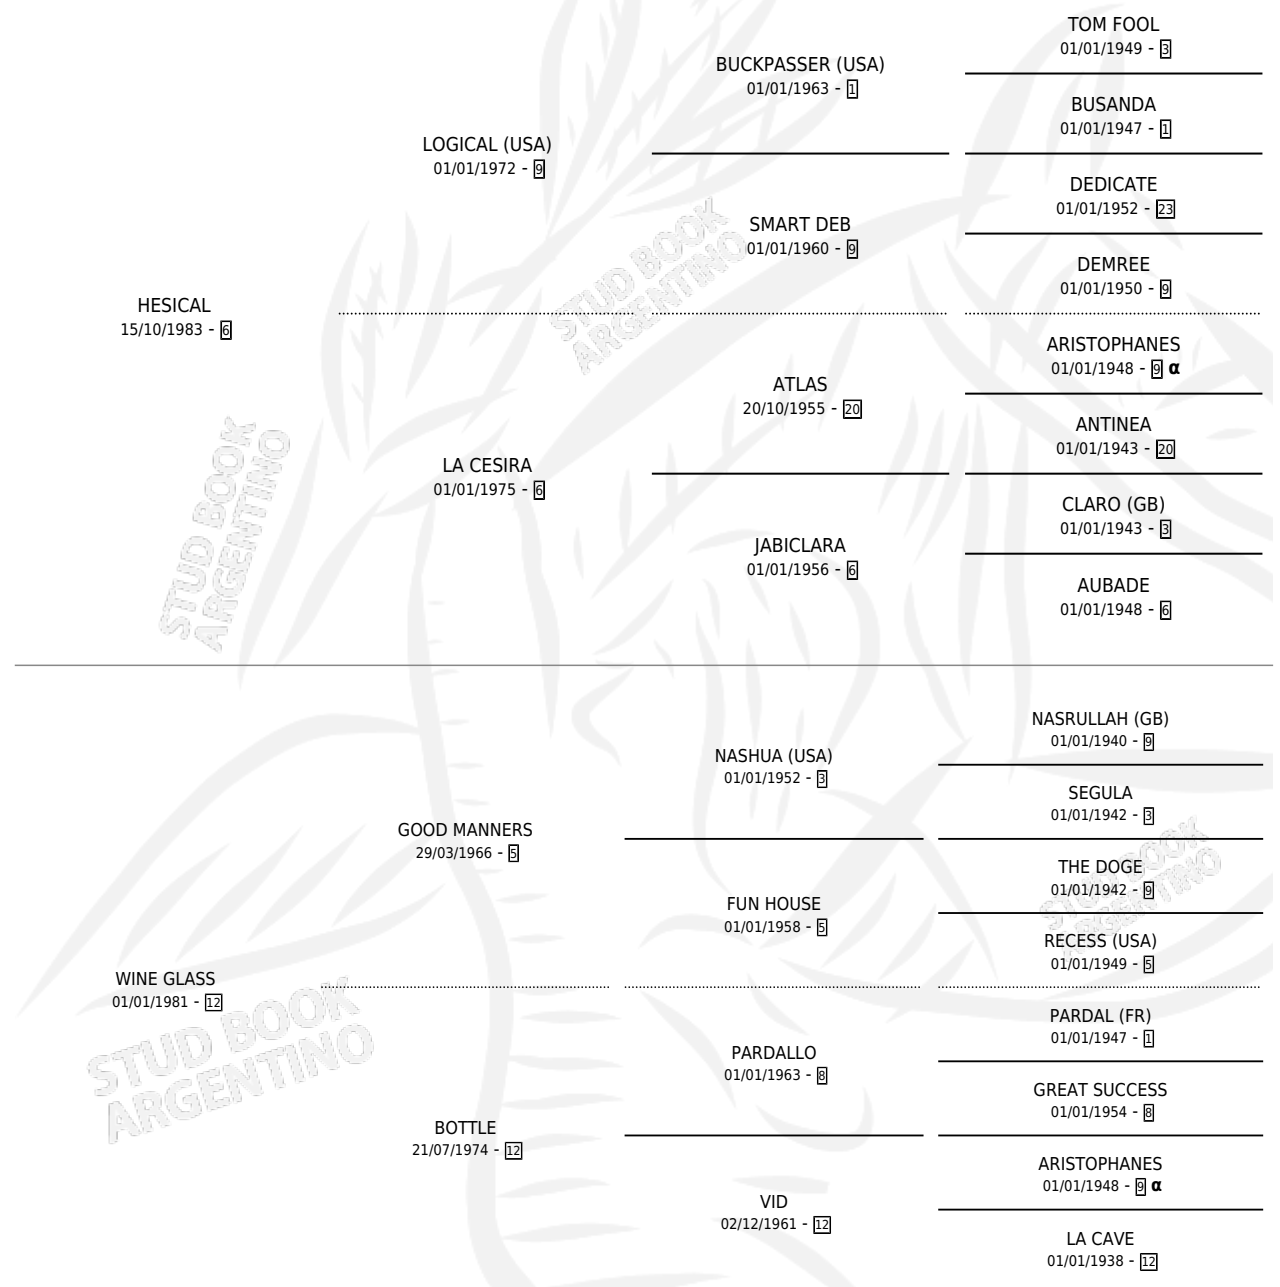 TOM FOOL
01/01/1949 - 3
BUCKPASSER (USA)
01/01/1963 - 1
BUSANDA
01/01/1947 - 1
LOGICAL (USA)
01/01/1972 - 9
DEDICATE
01/01/1952 - 23
SMART DEB
01/01/1960 - 9
DEMREE
01/01/1950 - 9
HESICAL
15/10/1983 - 6
ARISTOPHANES
01/01/1948 - 9 α
ATLAS
20/10/1955 - 20
ANTINEA
01/01/1943 - 20
LA CESIRA
01/01/1975 - 6
CLARO (GB)
01/01/1943 - 3
JABICLARA
01/01/1956 - 6
AUBADE
01/01/1948 - 6
NASRULLAH (GB)
01/01/1940 - 9
NASHUA (USA)
01/01/1952 - 3
SEGULA
01/01/1942 - 3
GOOD MANNERS
29/03/1966 - 5
THE DOGE
01/01/1942 - 9
FUN HOUSE
01/01/1958 - 5
RECESS (USA)
01/01/1949 - 5
WINE GLASS
01/01/1981 - 12
PARDAL (FR)
01/01/1947 - 1
PARDALLO
01/01/1963 - 8
GREAT SUCCESS
01/01/1954 - 8
BOTTLE
21/07/1974 - 12
ARISTOPHANES
01/01/1948 - 9 α
VID
02/12/1961 - 12
LA CAVE
01/01/1938 - 12
STUD BOOK
ARGENTINO
STUD BOOK
ARGENTINO
STUD BOOK
ARGENTINO
STUD BOOK
ARGENTINO